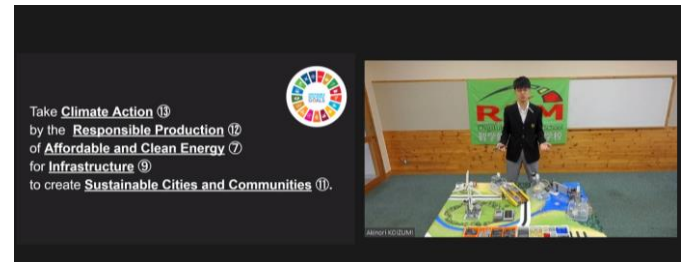 Take Climate Action ⑬
by the Responsible Production ⑫
of Affordable and Clean Energy ⑦
for Infrastructure ⑨
to create Sustainable Cities and Communities ⑪.
Akinori KOIZUMI